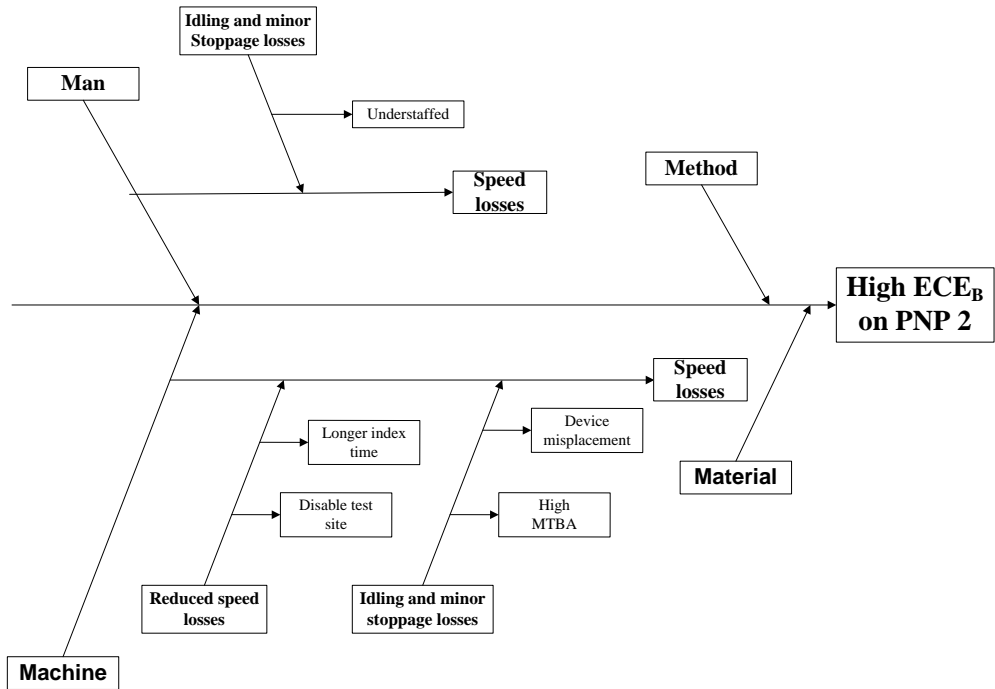 Idling and minor
Stoppage losses
Man
Understaffed
Method
Speed
losses
High ECE_B
on PNP 2
Speed
losses
Device
misplacement
Longer index
time
Material
Disable test
site
High
MTBA
Reduced speed
losses
Idling and minor
stoppage losses
Machine